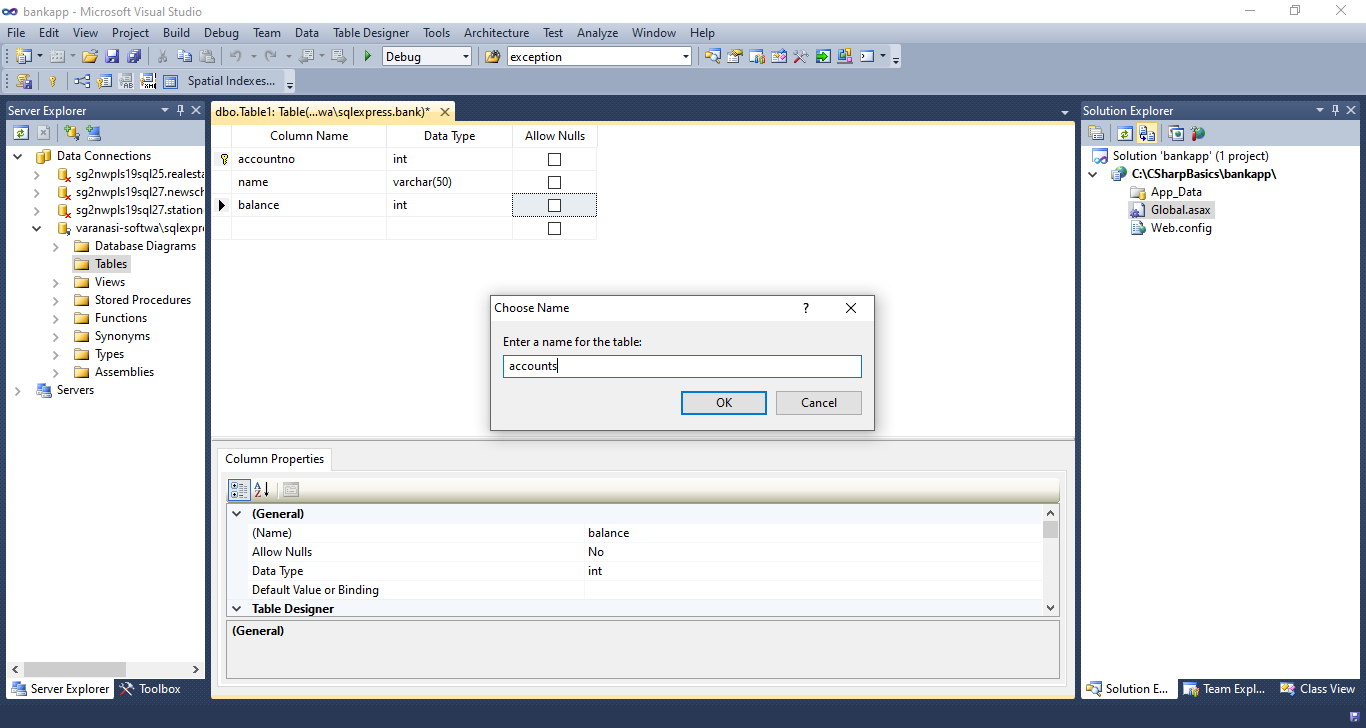 bankapp - Microsoft Visual Studio
File Edit View Project Build Debug Team Data Table Designer Tools Architecture Test Analyze Window Help
Debug exception
Spatial Indexes...
Server Explorer
Data Connections
sg2nwpls19sql25.realesta
sg2nwpls19sql27.newsch
sg2nwpls19sql27.station
varanasi-softwa\sqlexpre
Database Diagrams
Tables
Views
Stored Procedures
Functions
Synonyms
Types
Assemblies
Servers
Server Explorer Toolbox
dbo.Table1: Table(...wa\sqlexpress.bank)*
Column Name Data Type Allow Nulls
accountno int
name varchar(50)
balance int
Choose Name ?
Enter a name for the table:
accounts
OK Cancel
Column Properties
(General)
(Name) balance
Allow Nulls No
Data Type int
Default Value or Binding
Table Designer
(General)
Solution Explorer
Solution 'bankapp' (1 project)
C:\CSharpBasics\bankapp\
App_Data
Global.asax
Web.config
Solution E... Team Expl... Class View